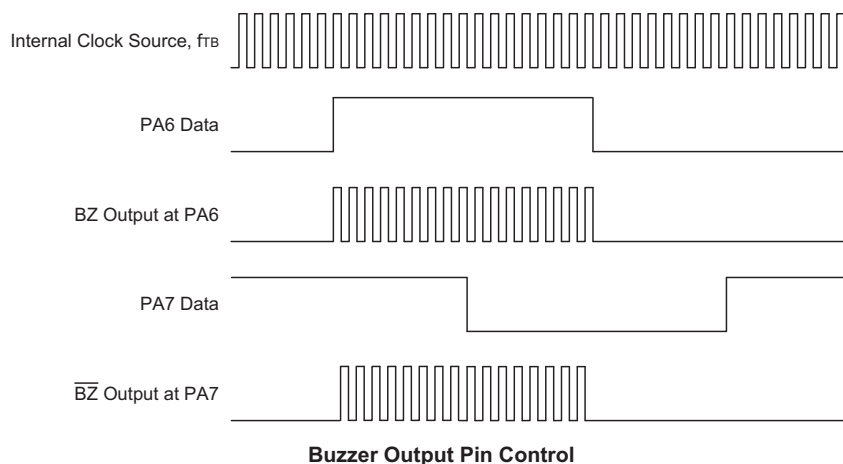 Internal Clock Source, fTB
PA6 Data
BZ Output at PA6
PA7 Data
B̅Z̅ Output at PA7
Buzzer Output Pin Control